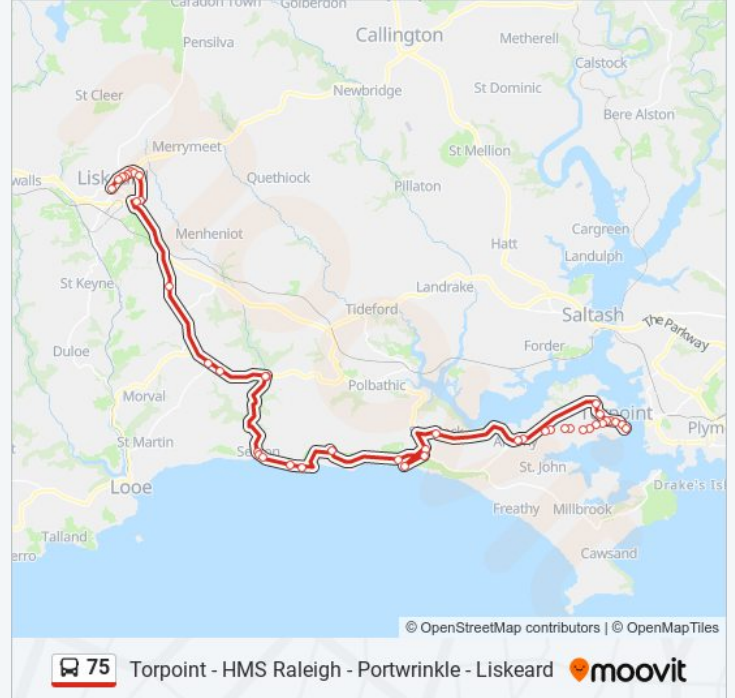 Caradon Town
Golberdon
Pensilva
Callington
Metherell
Calstock
St Cleer
Newbridge
St Dominic
Bere Alston
Merrymeet
St Mellion
walls
Quethiock
Pillaton
Menheniot
Cargreen
Hatt
Landulph
St Keyne
Landrake
Tideford
Saltash
The Parkway
Duloe
Forder
Polbathic
Morval
Torpoint
Plym
St Martin
St. John
Looe
Drake's Isl
Freathy
Millbrook
Talland
erro
Cawsand
© OpenStreetMap contributors | © OpenMapTiles
75 Torpoint - HMS Raleigh - Portwrinkle - Liskeard moovit